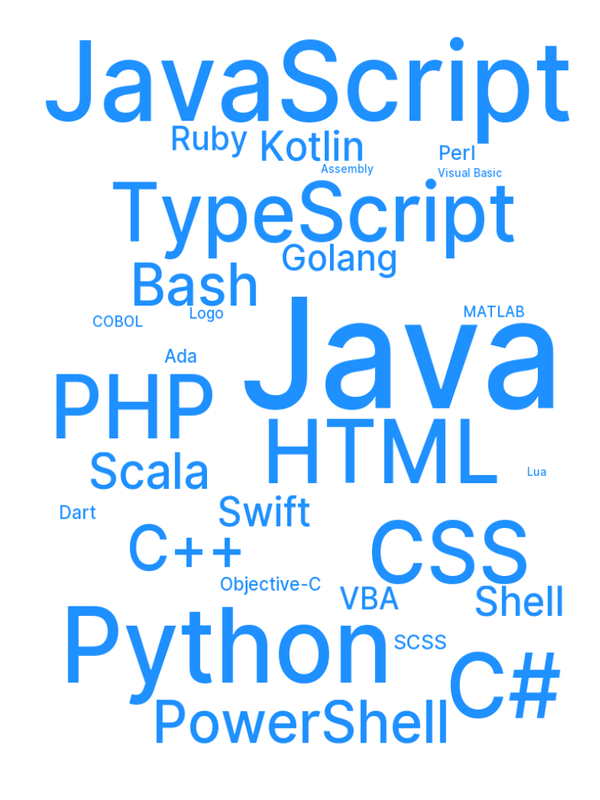 JavaScript
Ruby
Kotlin
Perl
Assembly
Visual Basic
TypeScript
Golang
Bash
Logo
COBOL
MATLAB
Java
Ada
PHP
HTML
Scala
Lua
Dart
Swift
C++
CSS
Objective-C
VBA
Shell
Python
SCSS
C#
PowerShell